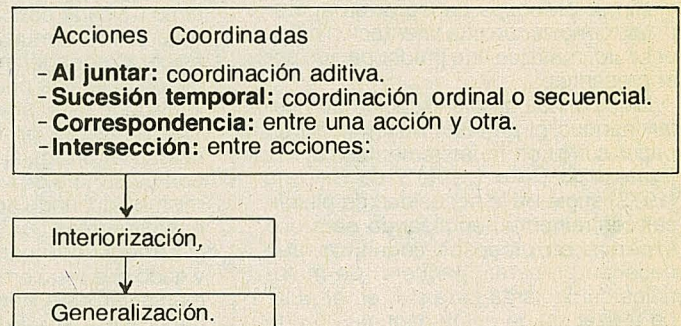 Acciones Coordinadas
- Al juntar: coordinación aditiva.
- Sucesión temporal: coordinación ordinal o secuencial.
- Correspondencia: entre una acción y otra.
- Intersección: entre acciones:
Interiorización,
Generalización.